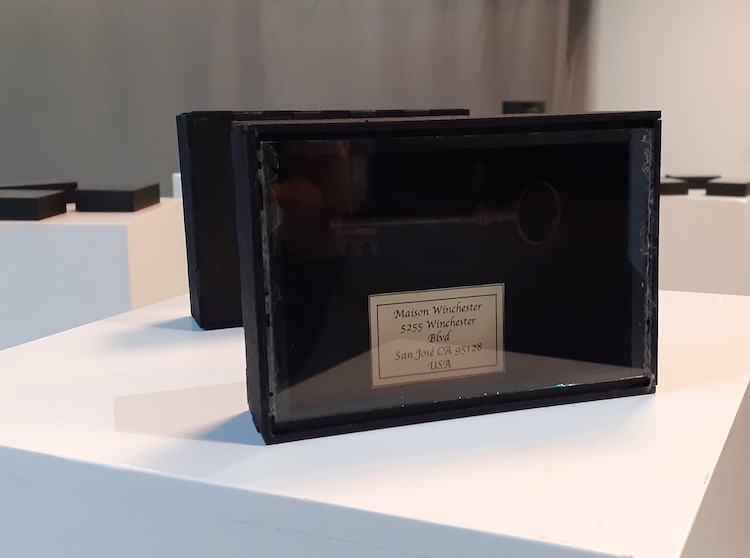 Maison Winchester
5255 Winchester
Blvd
San José CA 95128
USA